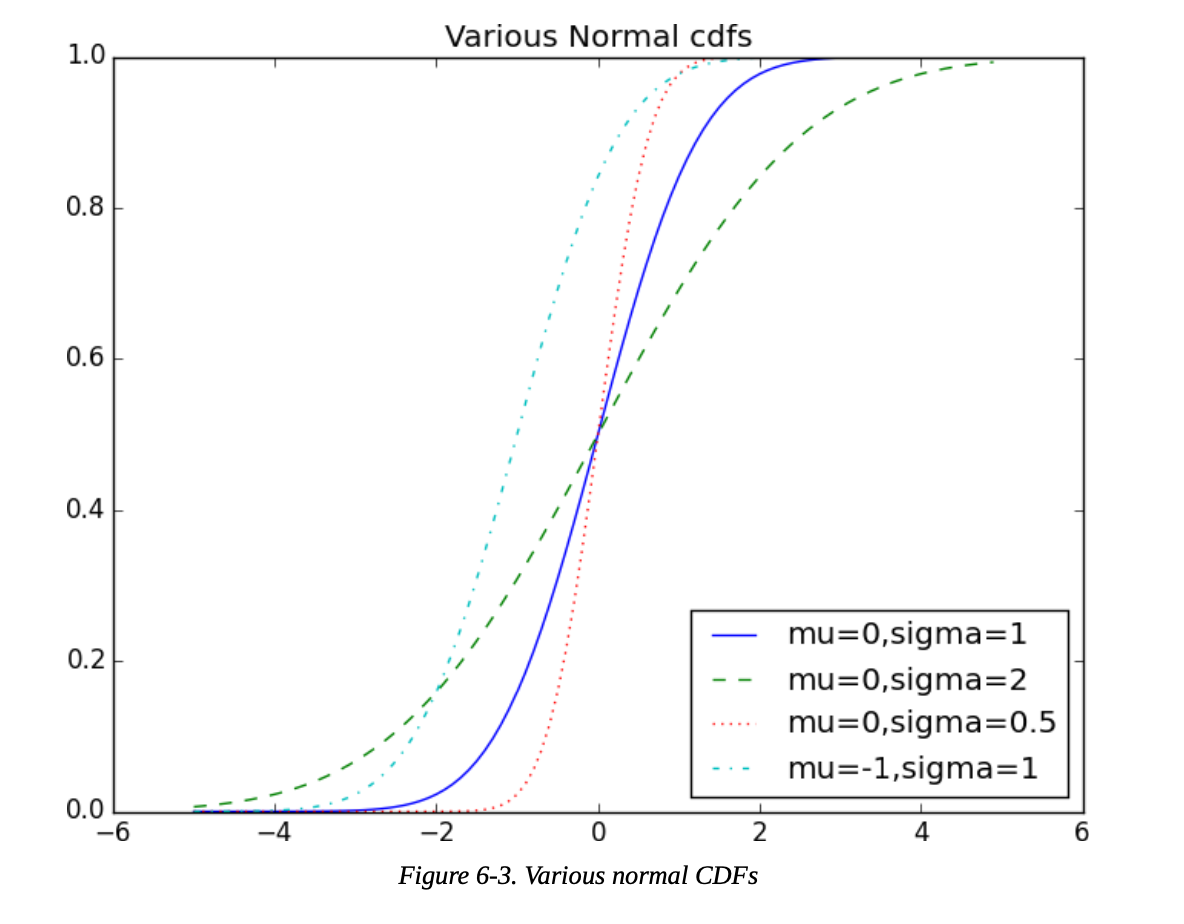 Various Normal cdfs
1.0
0.8
0.6
0.4
0.2
0.0
−6 −4 −2 0 2 4 6
mu=0,sigma=1
mu=0,sigma=2
mu=0,sigma=0.5
mu=-1,sigma=1
Figure 6-3. Various normal CDFs